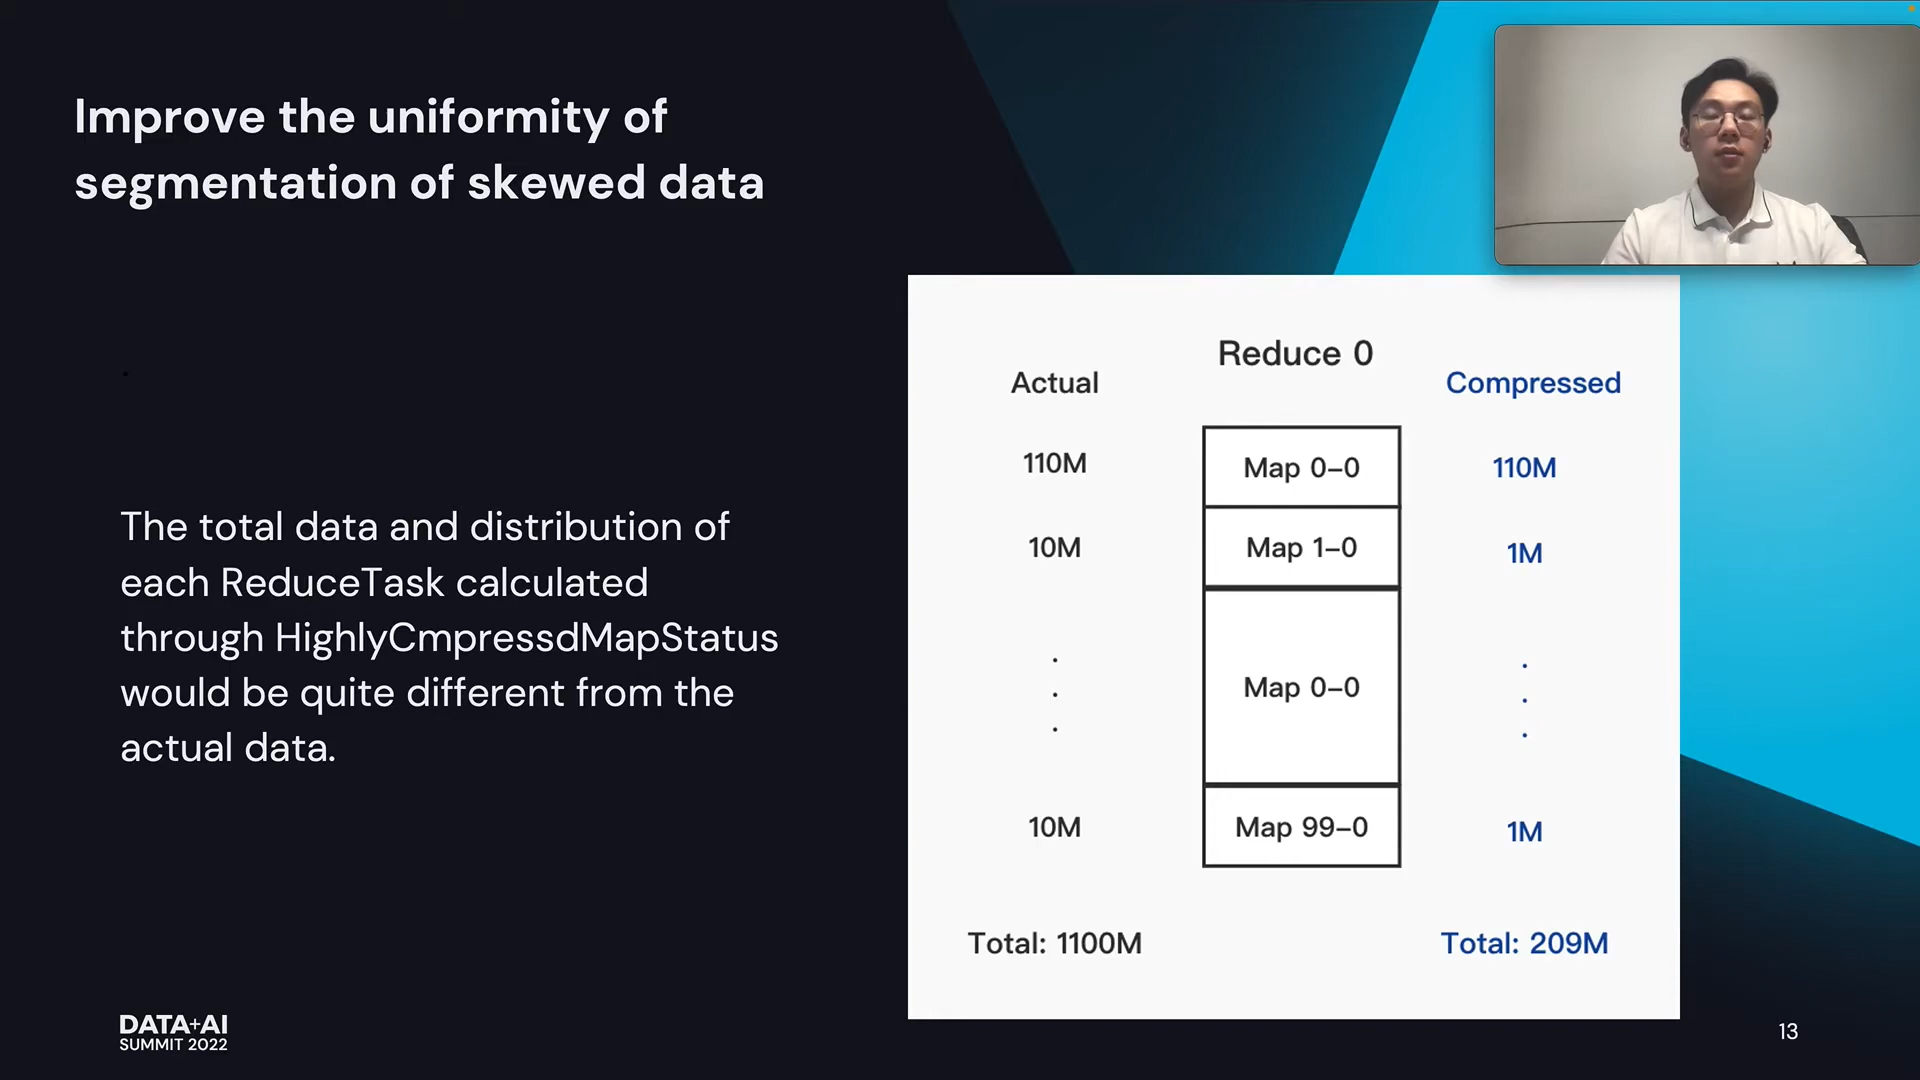 Improve the uniformity of
segmentation of skewed data
The total data and distribution of
each ReduceTask calculated
through HighlyCmpressdMapStatus
would be quite different from the
actual data.
Reduce 0
Actual
Compressed
110M
Map 0–0
110M
10M
Map 1–0
1M
Map 0–0
10M
Map 99–0
1M
Total: 1100M
Total: 209M
DATA+AI
SUMMIT 2022
13